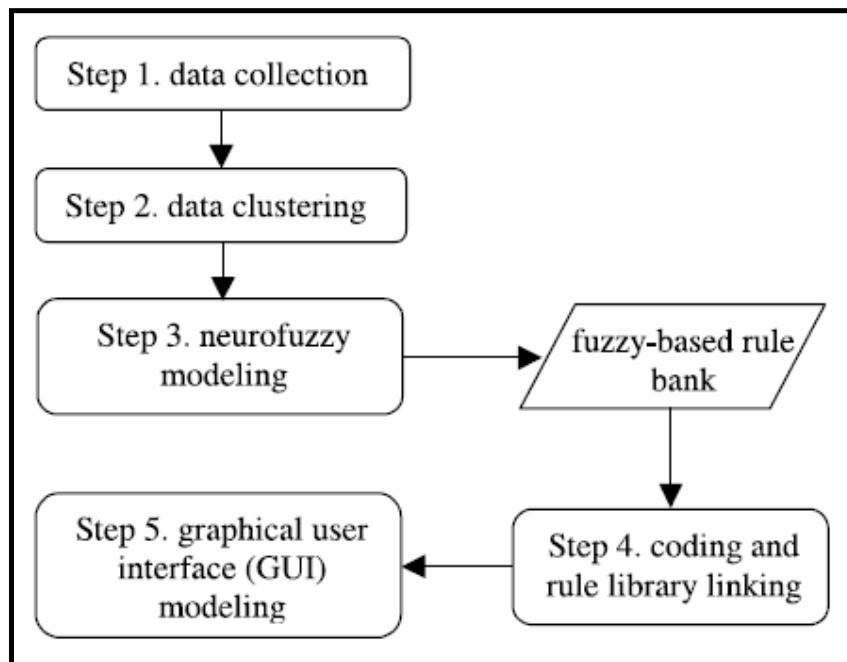 Step 1. data collection
Step 2. data clustering
Step 3. neurofuzzy
modeling
fuzzy-based rule
bank
Step 4. coding and
rule library linking
Step 5. graphical user
interface (GUI)
modeling